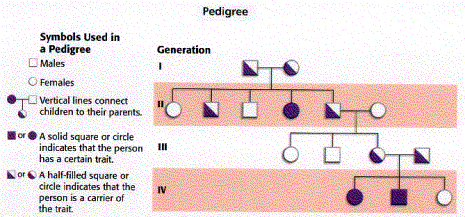 Pedigree
Symbols Used in
a Pedigree
Males
Females
Vertical lines connect
children to their parents.
or
A solid square or circle
indicates that the person
has a certain trait.
or
A half-filled square or
circle indicates that the
person is a carrier of
the trait.
Generation
I
II
III
IV